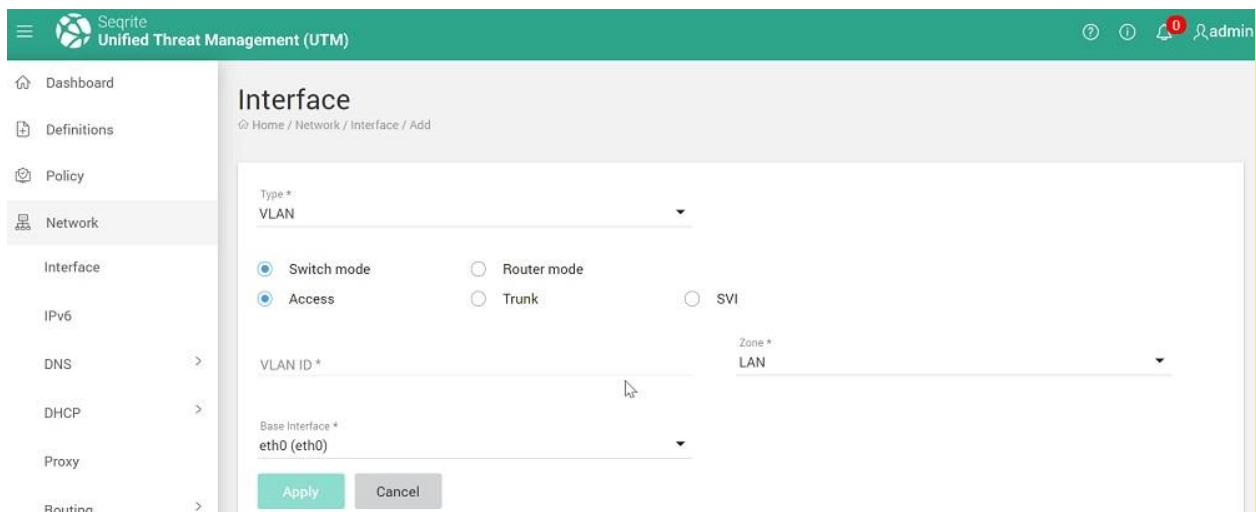 Seqrite
Unified Threat Management (UTM)
0
admin
Dashboard
Definitions
Policy
Network
Interface
IPv6
DNS
DHCP
Proxy
Routing
Interface
Home / Network / Interface / Add
Type *
VLAN
Switch mode
Router mode
Access
Trunk
SVI
VLAN ID *
Zone *
LAN
Base Interface *
eth0 (eth0)
Apply
Cancel